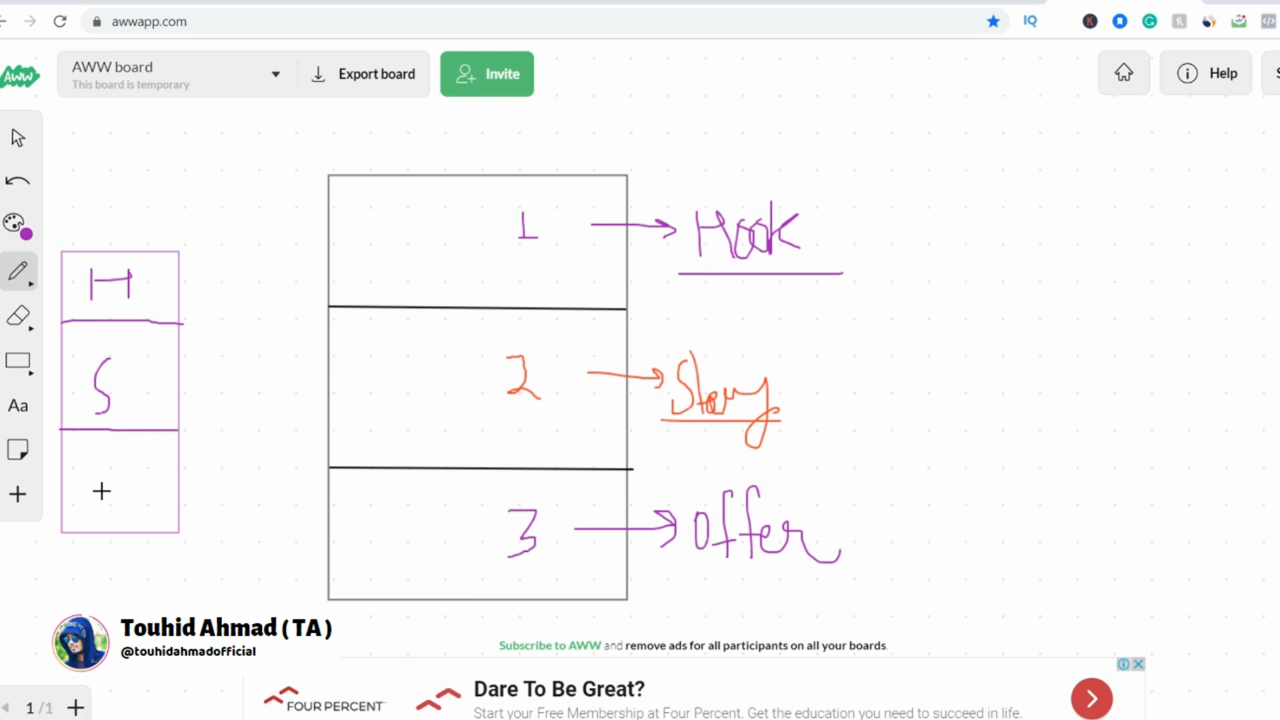 awwapp.com
IQ
AWW
AWW board
This board is temporary
Export board
Invite
Help
1 → Hook
H
2 → Story
S
Aa
3 → Offer
Touhid Ahmad ( TA )
@touhidahmadofficial
Subscribe to AWW and remove ads for all participants on all your boards.
FOUR PERCENT
Dare To Be Great?
Start your Free Membership at Four Percent. Get the education you need to succeed in life.
1 / 1